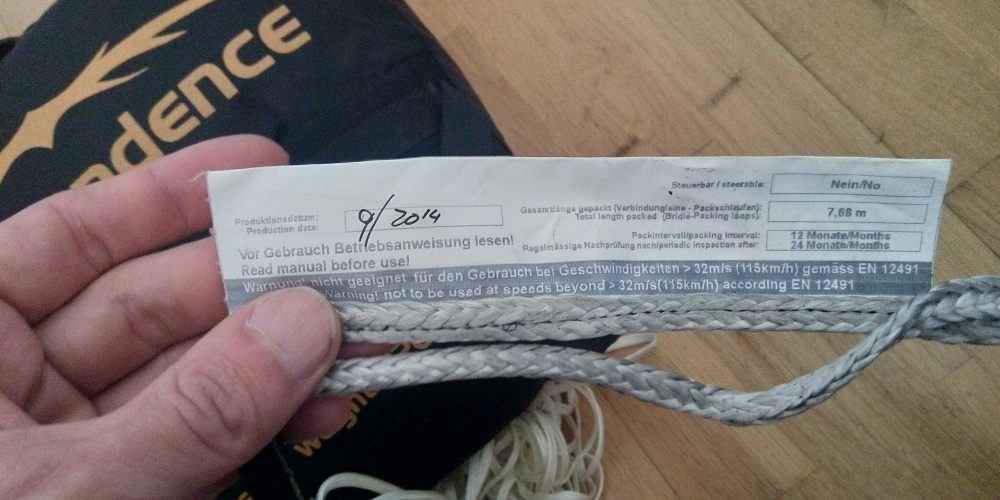 dence
Steuerbar / steerable:
Nein/No
Produktionsdatum:
Production date:
9/2014
Gesamtlänge gepackt (Verbindungleine - Packschlaufen):
Total length packed (Bridle-Packing loops):
7,68 m
Packintervall/packing interval:
12 Monate/Months
Regelmässige Nachprüfung nach/periodic inspection after:
24 Monate/Months
Vor Gebrauch Betriebsanweisung lesen!
Read manual before use!
Warnung! nicht geeignet für den Gebrauch bei Geschwindigkeiten > 32m/s (115km/h) gemäss EN 12491
Warning! not to be used at speeds beyond > 32m/s(115km/h) according EN 12491